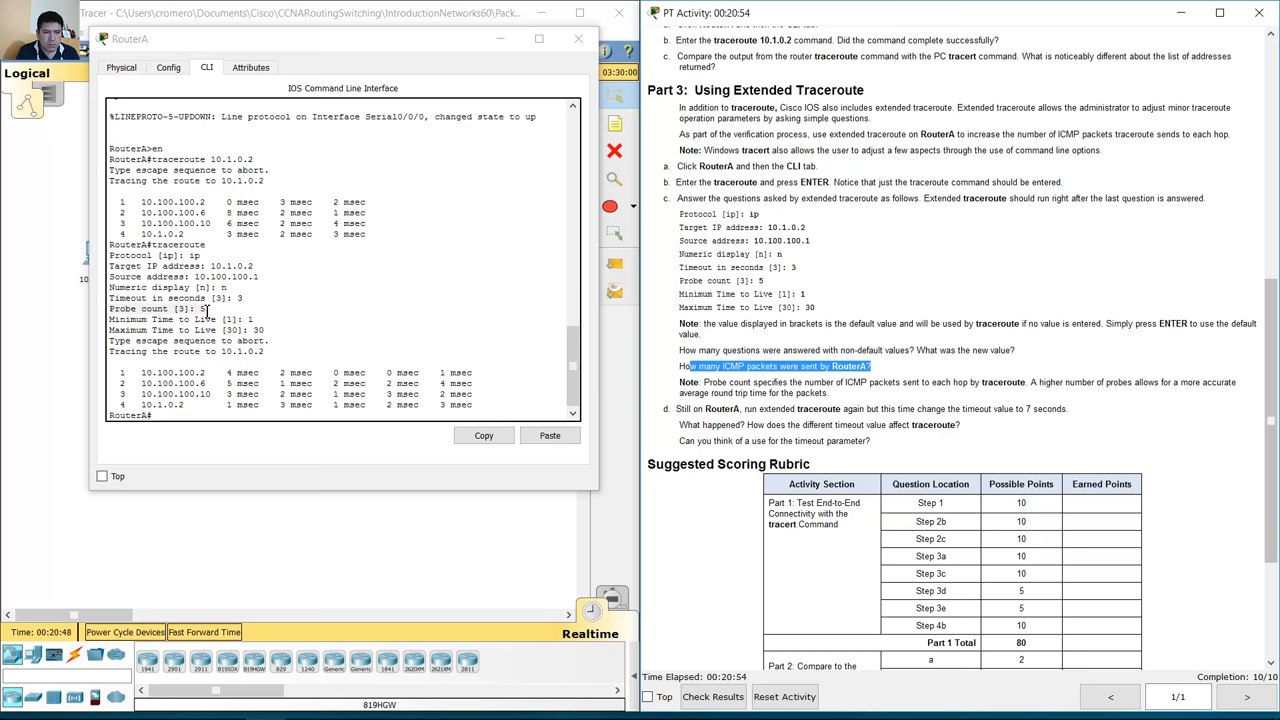 Tracer - C:\Users\cromero\Documents\Cisco\CCNARoutingSwitching\IntroductionNetworks60\Pack...
RouterA
Physical
Config
CLI
Attributes
IOS Command Line Interface
%LINEPROTO-5-UPDOWN: Line protocol on Interface Serial0/0/0, changed state to up
RouterA>en
RouterA#traceroute 10.1.0.2
Type escape sequence to abort.
Tracing the route to 10.1.0.2
1 10.100.100.2 0 msec 3 msec 2 msec
2 10.100.100.6 8 msec 2 msec 1 msec
3 10.100.100.10 6 msec 2 msec 4 msec
4 10.1.0.2 3 msec 2 msec 3 msec
RouterA#traceroute
Protocol [ip]: ip
Target IP address: 10.1.0.2
Source address: 10.100.100.1
Numeric display [n]: n
Timeout in seconds [3]: 3
Probe count [3]: 5
Minimum Time to Live [1]: 1
Maximum Time to Live [30]: 30
Type escape sequence to abort.
Tracing the route to 10.1.0.2
1 10.100.100.2 4 msec 2 msec 0 msec 0 msec 1 msec
2 10.100.100.6 5 msec 1 msec 2 msec 2 msec 4 msec
3 10.100.100.10 1 msec 2 msec 1 msec 3 msec 2 msec
4 10.1.0.2 1 msec 3 msec 1 msec 2 msec 3 msec
RouterA#
Copy
Paste
Top
Logical
03:30:00
Time: 00:20:48
Power Cycle Devices
Fast Forward Time
Realtime
1941
2901
2911
819IOX
819HGW
829
1240
Generic
Generic
1841
2620XM
2621XM
2811
819HGW
PT Activity: 00:20:54
b. Enter the traceroute 10.1.0.2 command. Did the command complete successfully?
c. Compare the output from the router traceroute command with the PC tracert command. What is noticeably different about the list of addresses
returned?
Part 3: Using Extended Traceroute
In addition to traceroute, Cisco IOS also includes extended traceroute. Extended traceroute allows the administrator to adjust minor traceroute
operation parameters by asking simple questions.
As part of the verification process, use extended traceroute on RouterA to increase the number of ICMP packets traceroute sends to each hop.
Note: Windows tracert also allows the user to adjust a few aspects through the use of command line options.
a. Click RouterA and then the CLI tab.
b. Enter the traceroute and press ENTER. Notice that just the traceroute command should be entered.
c. Answer the questions asked by extended traceroute as follows. Extended traceroute should run right after the last question is answered.
Protocol [ip]: ip
Target IP address: 10.1.0.2
Source address: 10.100.100.1
Numeric display [n]: n
Timeout in seconds [3]: 3
Probe count [3]: 5
Minimum Time to Live [1]: 1
Maximum Time to Live [30]: 30
Note: the value displayed in brackets is the default value and will be used by traceroute if no value is entered. Simply press ENTER to use the default
value.
How many questions were answered with non-default values? What was the new value?
How many ICMP packets were sent by RouterA?
Note: Probe count specifies the number of ICMP packets sent to each hop by traceroute. A higher number of probes allows for a more accurate
average round trip time for the packets.
d. Still on RouterA, run extended traceroute again but this time change the timeout value to 7 seconds.
What happened? How does the different timeout value affect traceroute?
Can you think of a use for the timeout parameter?
Suggested Scoring Rubric
Activity Section Question Location Possible Points Earned Points
Part 1: Test End-to-End
Connectivity with the
tracert Command
Step 1 10
Step 2b 10
Step 2c 10
Step 3a 10
Step 3c 10
Step 3d 5
Step 3e 5
Step 4b 10
Part 1 Total 80
Part 2: Compare to the
a 2
Time Elapsed: 00:20:54
Completion: 10/10
Top
Check Results
Reset Activity
<
1/1
>